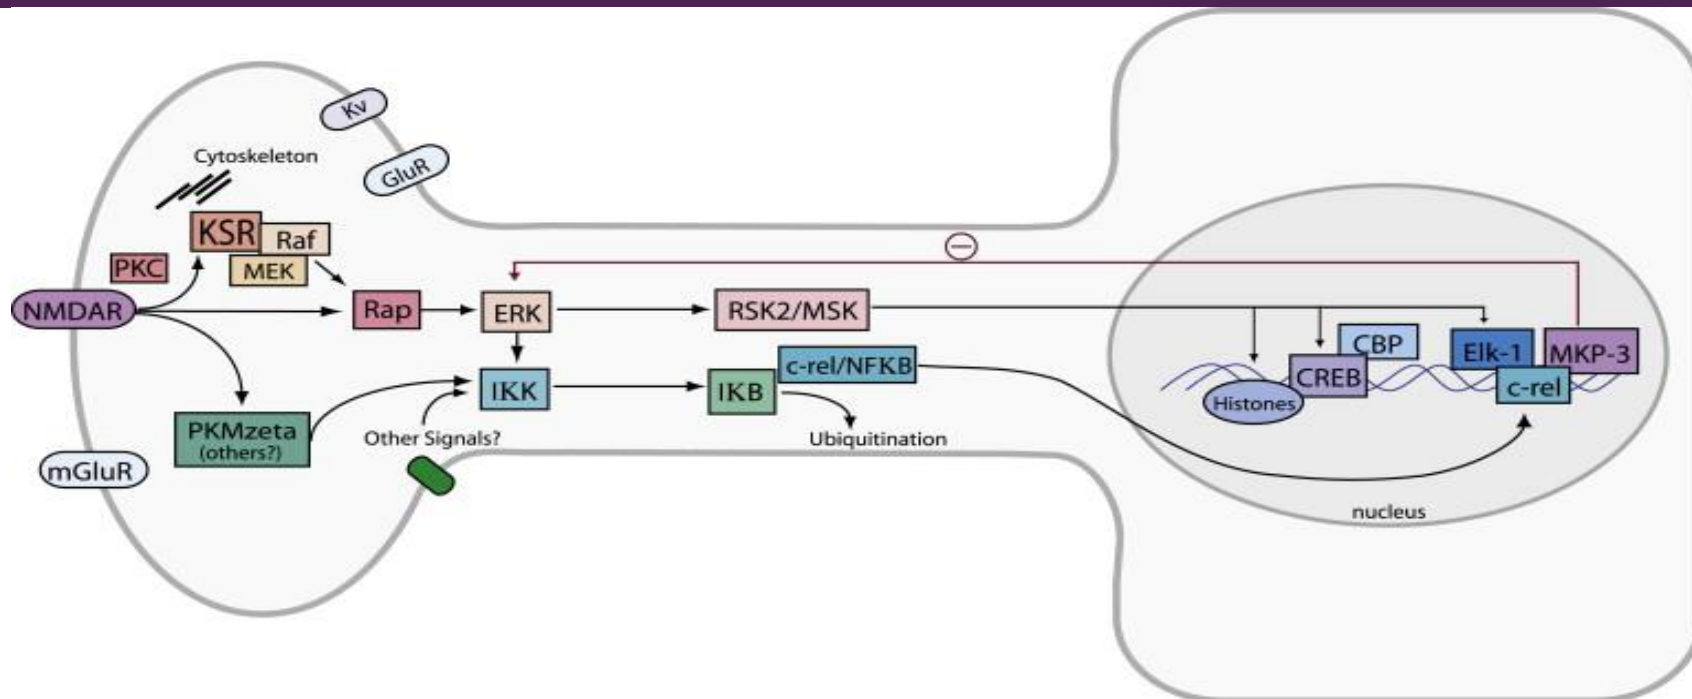 Kv
Cytoskeleton
GluR
KSR
Raf
PKC
MEK
NMDAR
Rap
ERK
RSK2/MSK
c-rel/NFKB
CBP
Elk-1
MKP-3
IKK
IKB
CREB
c-rel
Histones
PKMzeta
(others?)
Other Signals?
Ubiquitination
mGluR
nucleus